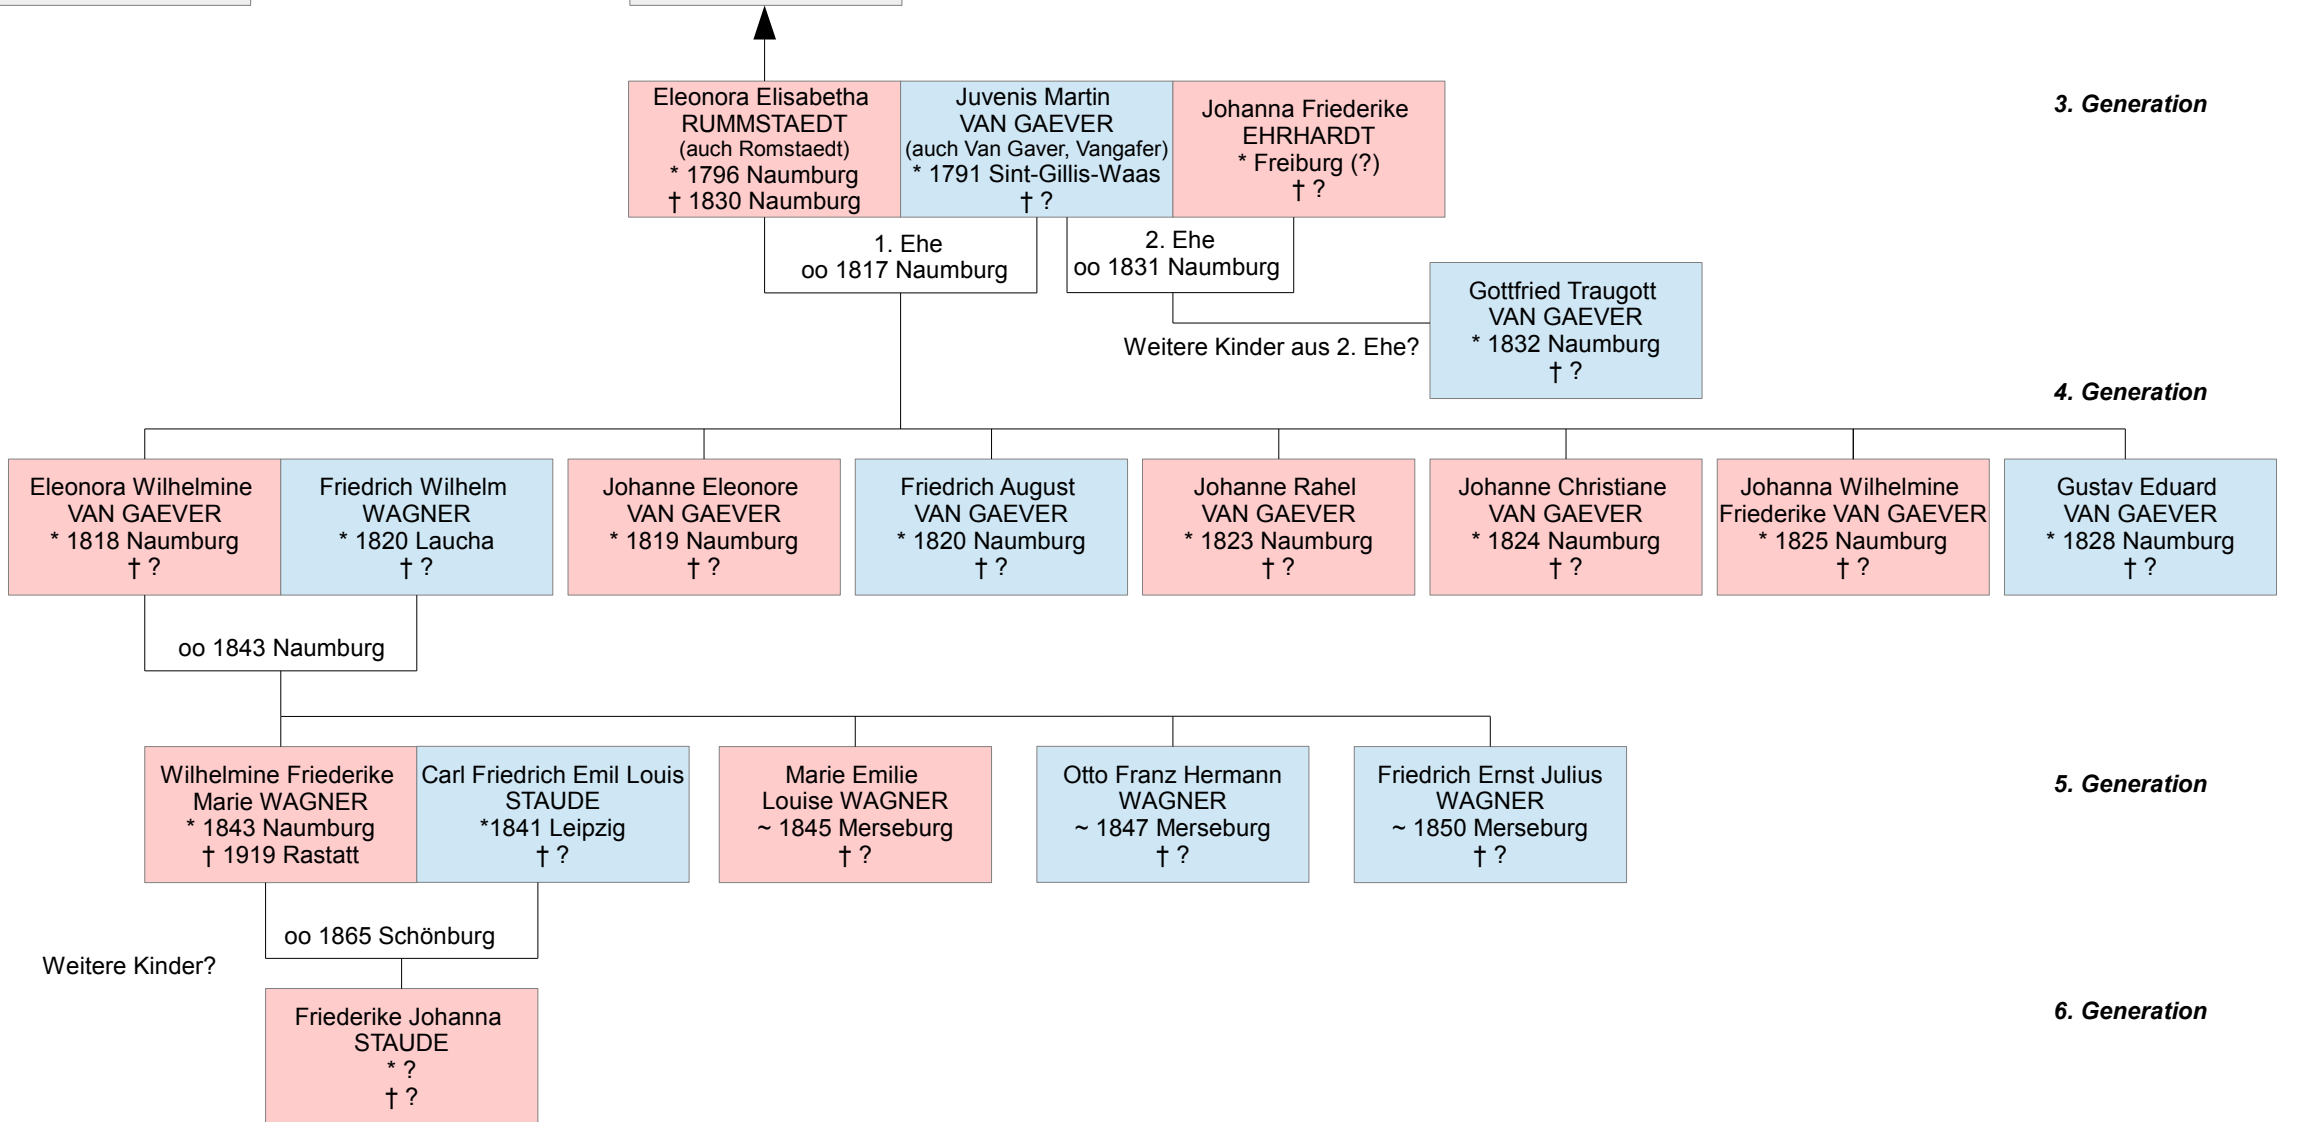 Eleonora Elisabetha
RUMMSTAEDT
(auch Romstaedt)
* 1796 Naumburg
† 1830 Naumburg
Juvenis Martin
VAN GAEVER
(auch Van Gaver, Vangafer)
* 1791 Sint-Gillis-Waas
† ?
Johanna Friederike
EHRHARDT
* Freiburg (?)
† ?
3. Generation
1. Ehe
oo 1817 Naumburg
2. Ehe
oo 1831 Naumburg
Gottfried Traugott
VAN GAEVER
* 1832 Naumburg
† ?
Weitere Kinder aus 2. Ehe?
4. Generation
Eleonora Wilhelmine
VAN GAEVER
* 1818 Naumburg
† ?
Friedrich Wilhelm
WAGNER
* 1820 Laucha
† ?
Johanne Eleonore
VAN GAEVER
* 1819 Naumburg
† ?
Friedrich August
VAN GAEVER
* 1820 Naumburg
† ?
Johanne Rahel
VAN GAEVER
* 1823 Naumburg
† ?
Johanne Christiane
VAN GAEVER
* 1824 Naumburg
† ?
Johanna Wilhelmine
Friederike VAN GAEVER
* 1825 Naumburg
† ?
Gustav Eduard
VAN GAEVER
* 1828 Naumburg
† ?
oo 1843 Naumburg
Wilhelmine Friederike
Marie WAGNER
* 1843 Naumburg
† 1919 Rastatt
Carl Friedrich Emil Louis
STAUDE
*1841 Leipzig
† ?
Marie Emilie
Louise WAGNER
~ 1845 Merseburg
† ?
Otto Franz Hermann
WAGNER
~ 1847 Merseburg
† ?
Friedrich Ernst Julius
WAGNER
~ 1850 Merseburg
† ?
5. Generation
oo 1865 Schönburg
Weitere Kinder?
Friederike Johanna
STAUDE
* ?
† ?
6. Generation